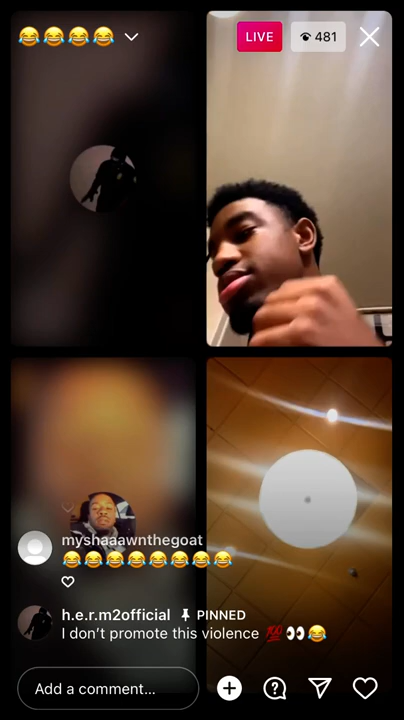 😂😂😂😂
LIVE
481
myshaaawnthegoat
😂😂😂😂😂😂😂😂
h.e.r.m2official PINNED
I don't promote this violence 💯👀😂
Add a comment...